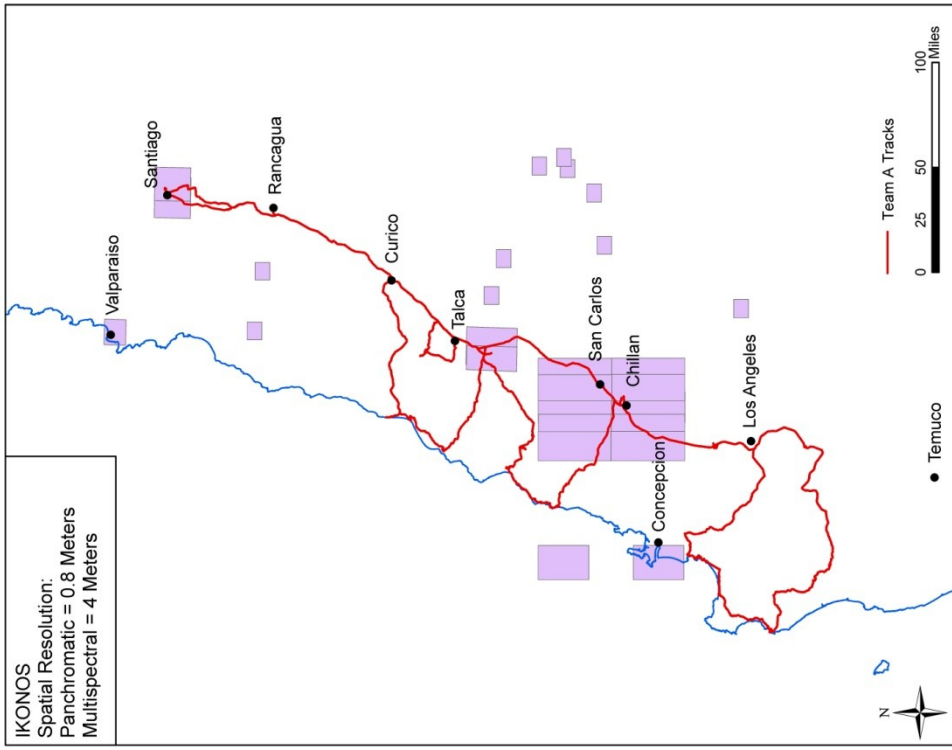 IKONOS
Spatial Resolution:
Panchromatic = 0.8 Meters
Multispectral = 4 Meters
Valparaiso
Santiago
Rancagua
Curico
Talca
San Carlos
Chillan
Concepcion
Los Angeles
Temuco
Team A Tracks
0 25 50 100
Miles
N